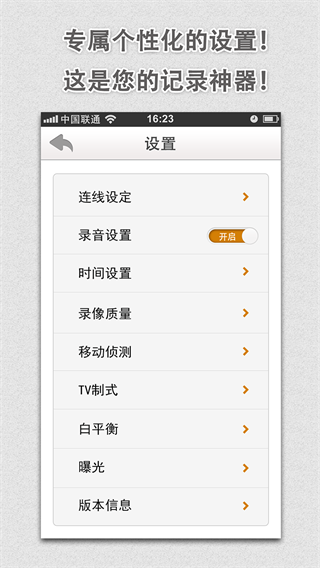 专属个性化的设置!
这是您的记录神器!
中国联通 16:23
设置
连线设定
录音设置 开启
时间设置
录像质量
移动侦测
TV制式
白平衡
曝光
版本信息